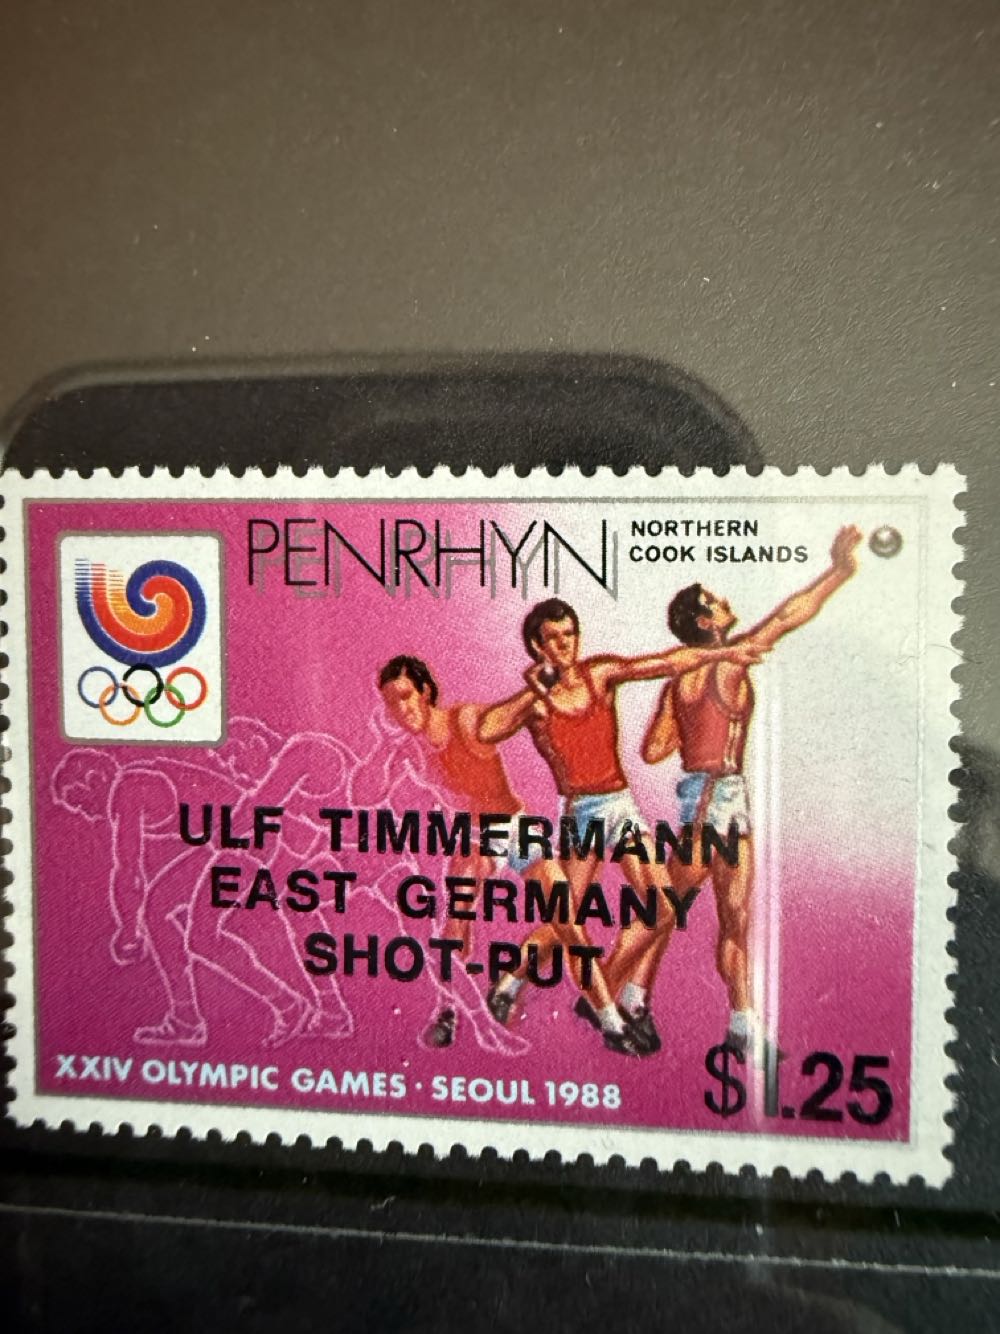 PENRHYN
NORTHERN
COOK ISLANDS
ULF TIMMERMANN
EAST GERMANY
SHOT-PUT
XXIV OLYMPIC GAMES · SEOUL 1988
$1.25